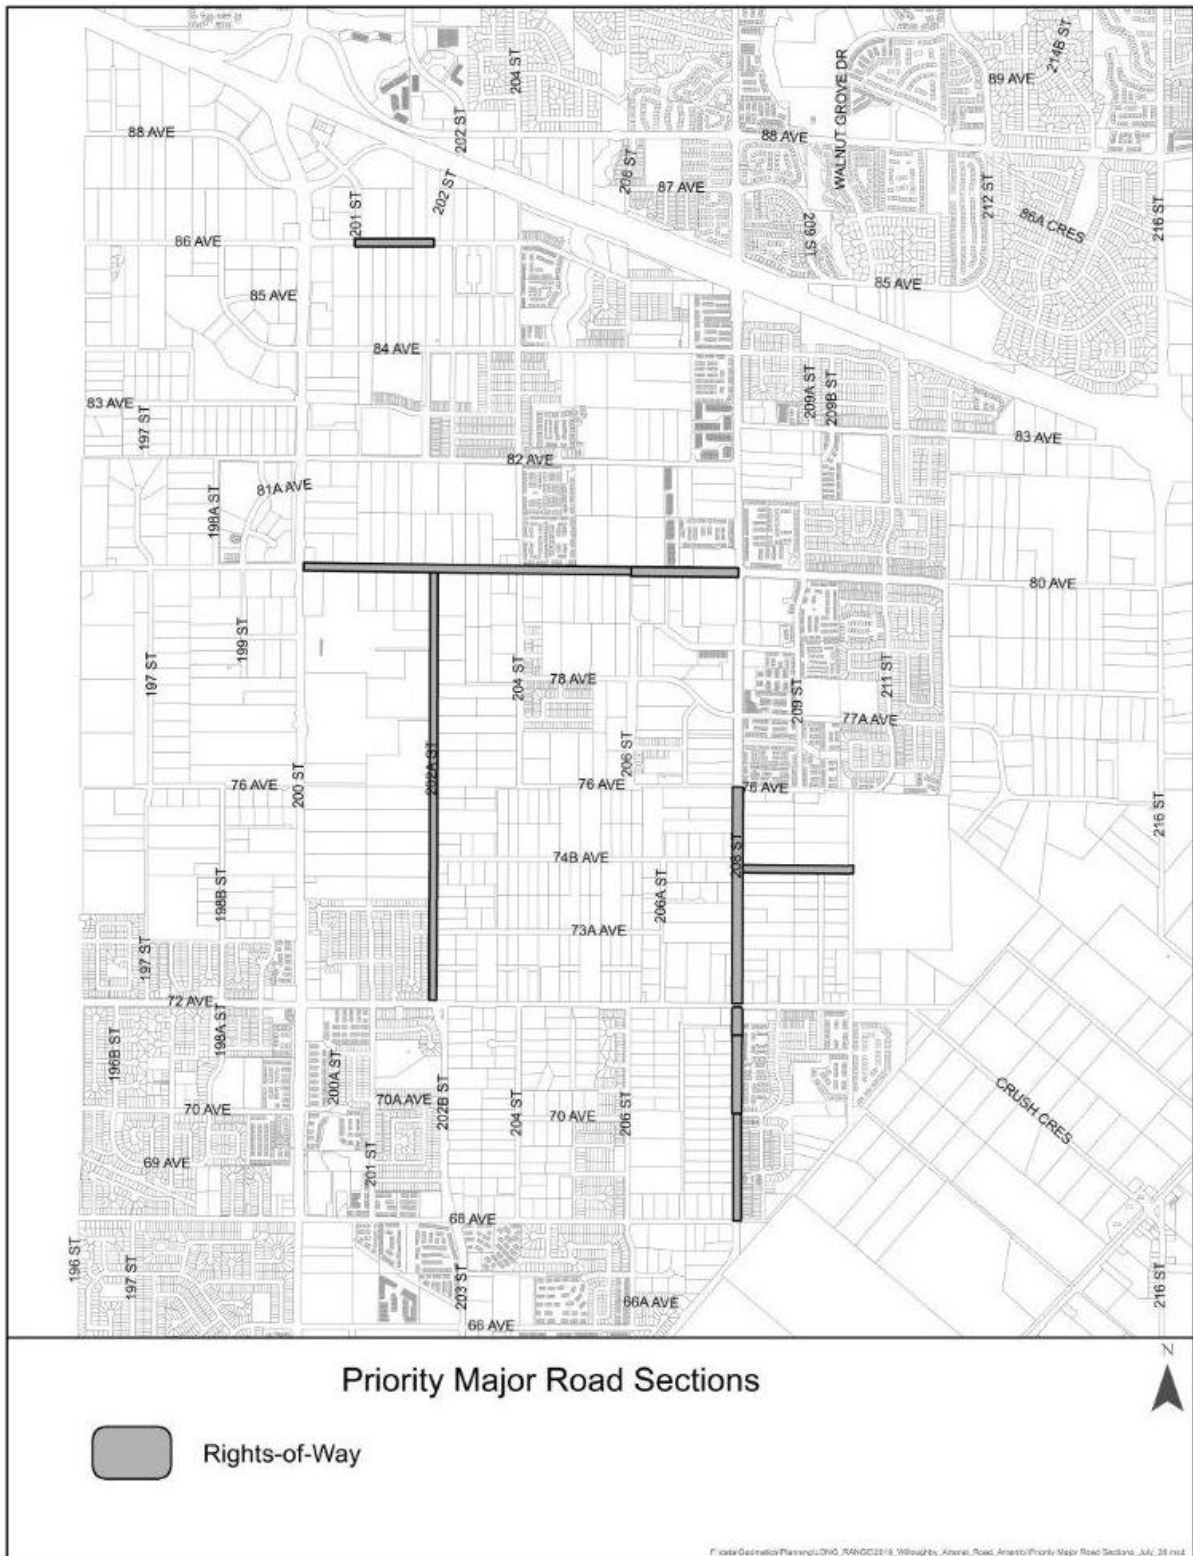 214B ST
204 ST
89 AVE
WALNUT GROVE DR
88 AVE
202 ST
88 AVE
206 ST
87 AVE
202 ST
212 ST
201 ST
86A CRES
216 ST
209 ST
86 AVE
85 AVE
85 AVE
84 AVE
209A ST
209B ST
83 AVE
197 ST
83 AVE
82 AVE
81A AVE
198A ST
80 AVE
199 ST
197 ST
204 ST
78 AVE
211 ST
209 ST
77A AVE
206 ST
202A ST
200 ST
76 AVE
76 AVE
76 AVE
216 ST
208 ST
74B AVE
198B ST
206A ST
73A AVE
197 ST
72 AVE
198A ST
196B ST
200A ST
CRUSH CRES
70A AVE
202B ST
204 ST
70 AVE
206 ST
70 AVE
69 AVE
201 ST
68 AVE
196 ST
197 ST
203 ST
216 ST
66A AVE
66 AVE
Priority Major Road Sections
N
Rights-of-Way